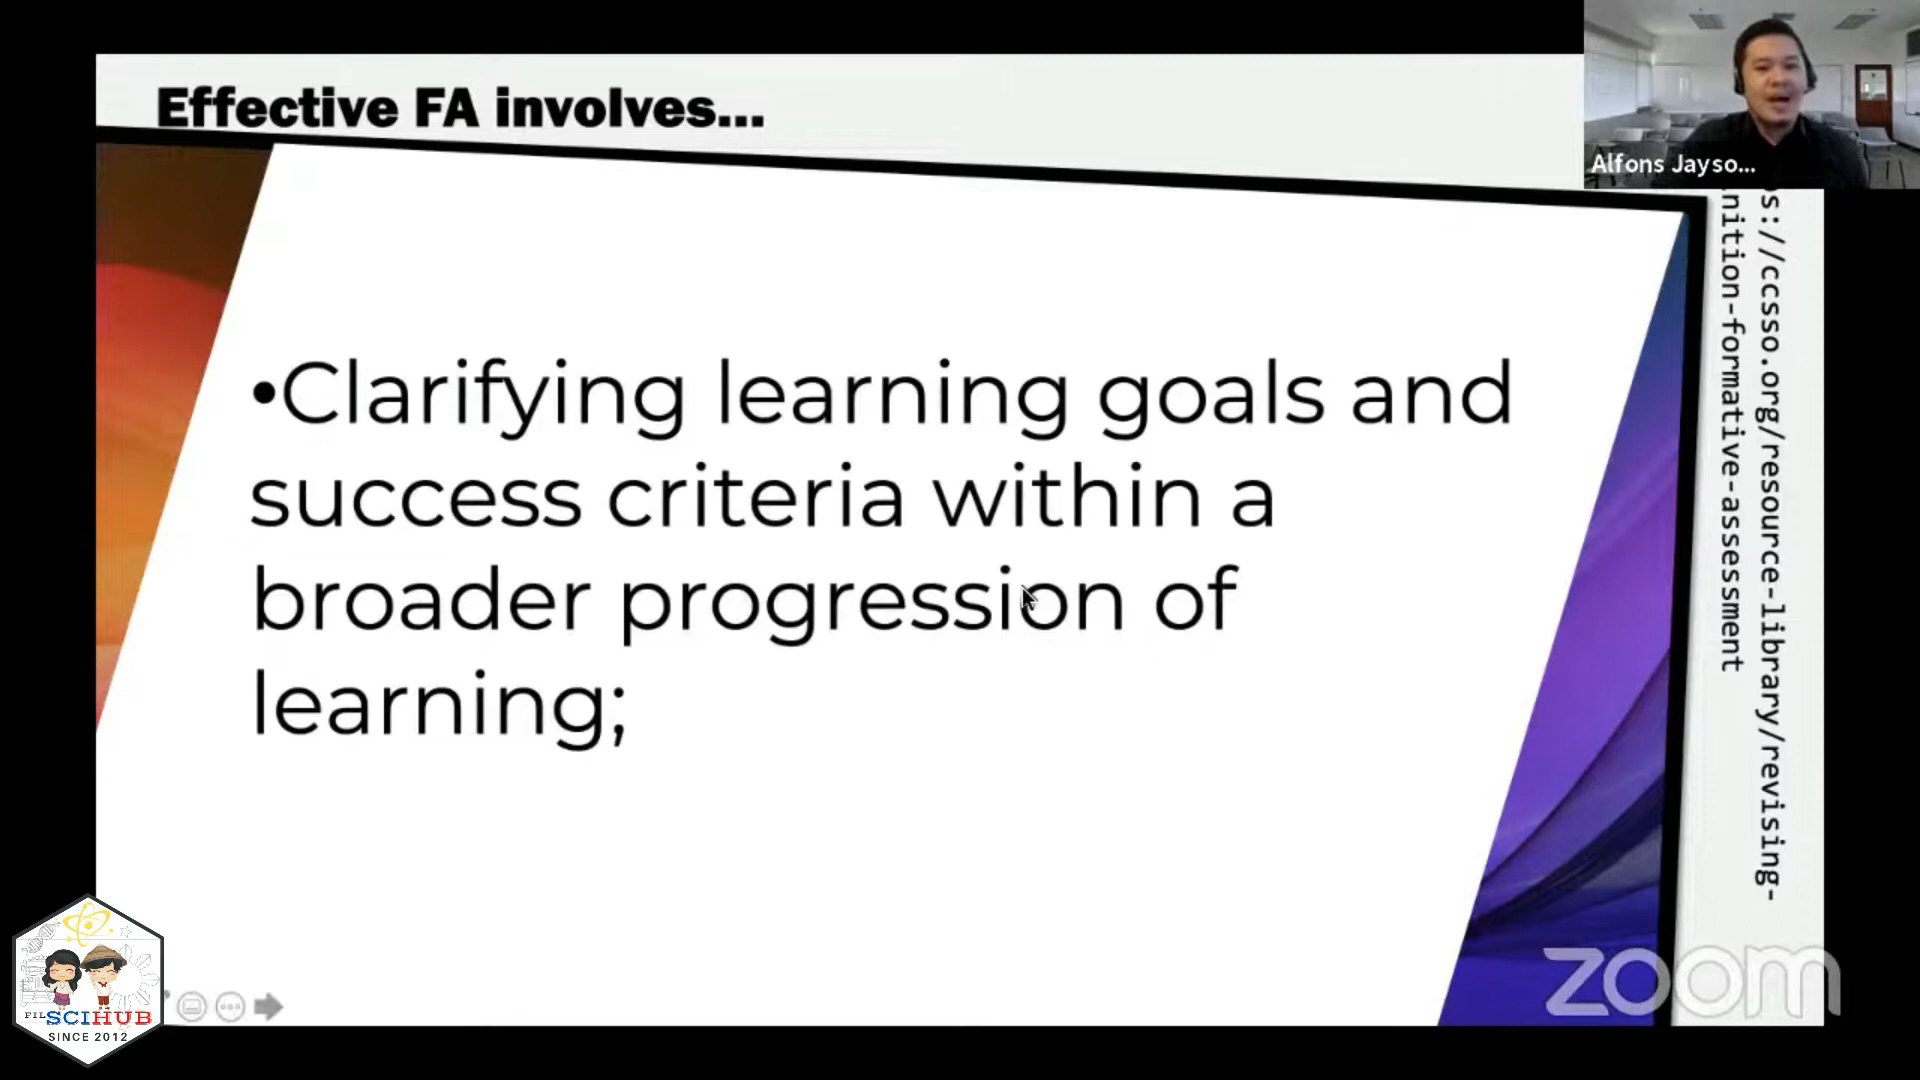 Effective FA involves...
Alfons Jayso...
•Clarifying learning goals and
success criteria within a
broader progression of
learning;
s://ccsso.org/resource-library/revising-
nition-formative-assessment
zoom
FIL SCIHUB
SINCE 2012